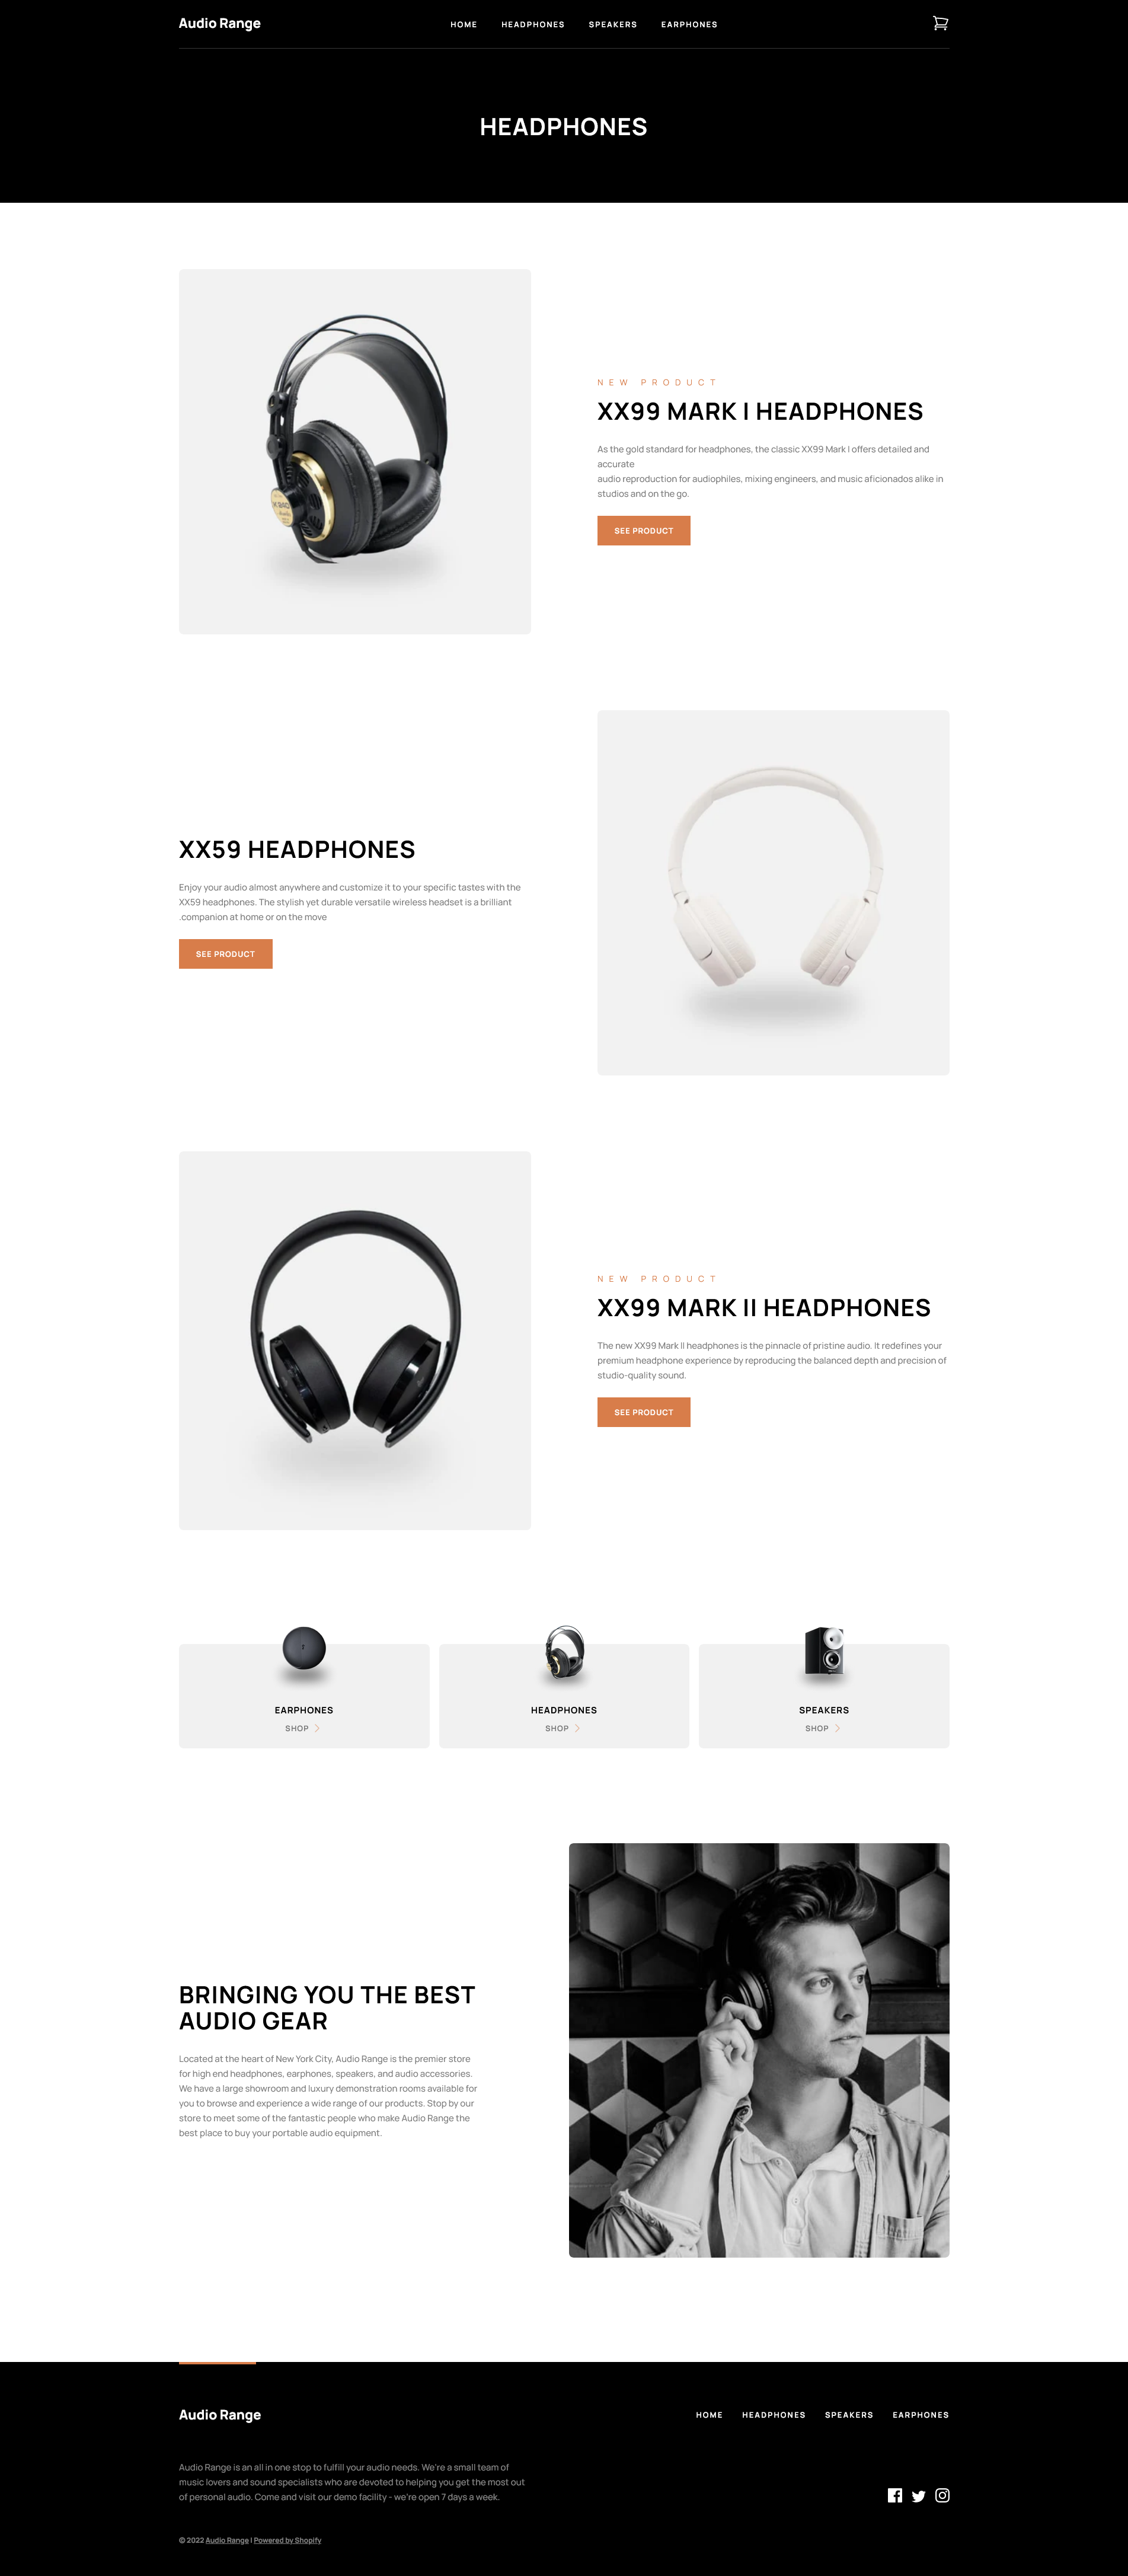 Audio Range
HOME
HEADPHONES
SPEAKERS
EARPHONES
HEADPHONES
NEW PRODUCT
XX99 MARK I HEADPHONES
As the gold standard for headphones, the classic XX99 Mark I offers detailed and
accurate
audio reproduction for audiophiles, mixing engineers, and music aficionados alike in
studios and on the go.
SEE PRODUCT
XX59 HEADPHONES
Enjoy your audio almost anywhere and customize it to your specific tastes with the
XX59 headphones. The stylish yet durable versatile wireless headset is a brilliant
.companion at home or on the move
SEE PRODUCT
NEW PRODUCT
XX99 MARK II HEADPHONES
The new XX99 Mark II headphones is the pinnacle of pristine audio. It redefines your
premium headphone experience by reproducing the balanced depth and precision of
studio-quality sound.
SEE PRODUCT
EARPHONES
SHOP
HEADPHONES
SHOP
SPEAKERS
SHOP
BRINGING YOU THE BEST
AUDIO GEAR
Located at the heart of New York City, Audio Range is the premier store
for high end headphones, earphones, speakers, and audio accessories.
We have a large showroom and luxury demonstration rooms available for
you to browse and experience a wide range of our products. Stop by our
store to meet some of the fantastic people who make Audio Range the
best place to buy your portable audio equipment.
Audio Range
HOME
HEADPHONES
SPEAKERS
EARPHONES
Audio Range is an all in one stop to fulfill your audio needs. We're a small team of
music lovers and sound specialists who are devoted to helping you get the most out
of personal audio. Come and visit our demo facility - we're open 7 days a week.
© 2022 Audio Range | Powered by Shopify